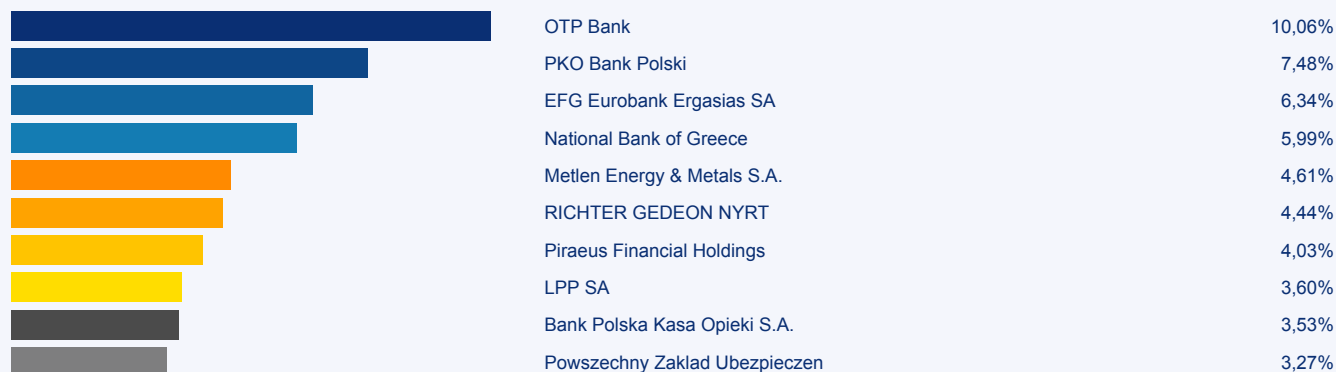 OTP Bank 10,06%
PKO Bank Polski 7,48%
EFG Eurobank Ergasias SA 6,34%
National Bank of Greece 5,99%
Metlen Energy & Metals S.A. 4,61%
RICHTER GEDEON NYRT 4,44%
Piraeus Financial Holdings 4,03%
LPP SA 3,60%
Bank Polska Kasa Opieki S.A. 3,53%
Powszechny Zaklad Ubezpieczen 3,27%